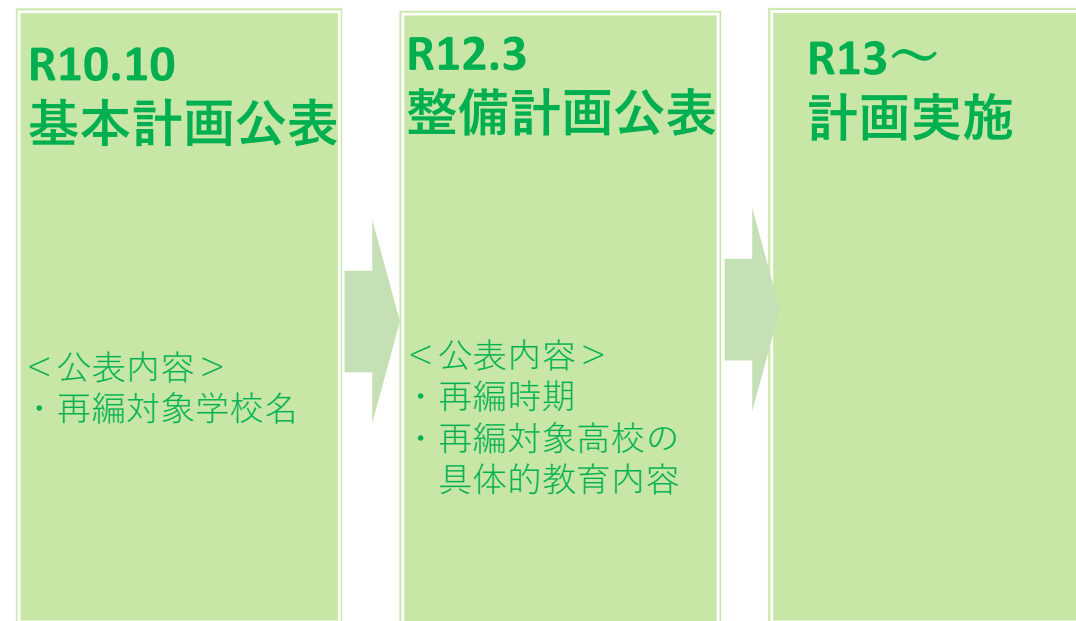 R10.10
基本計画公表
＜公表内容＞
・再編対象学校名
R12.3
整備計画公表
＜公表内容＞
・再編時期
・再編対象高校の
具体的教育内容
R13～
計画実施